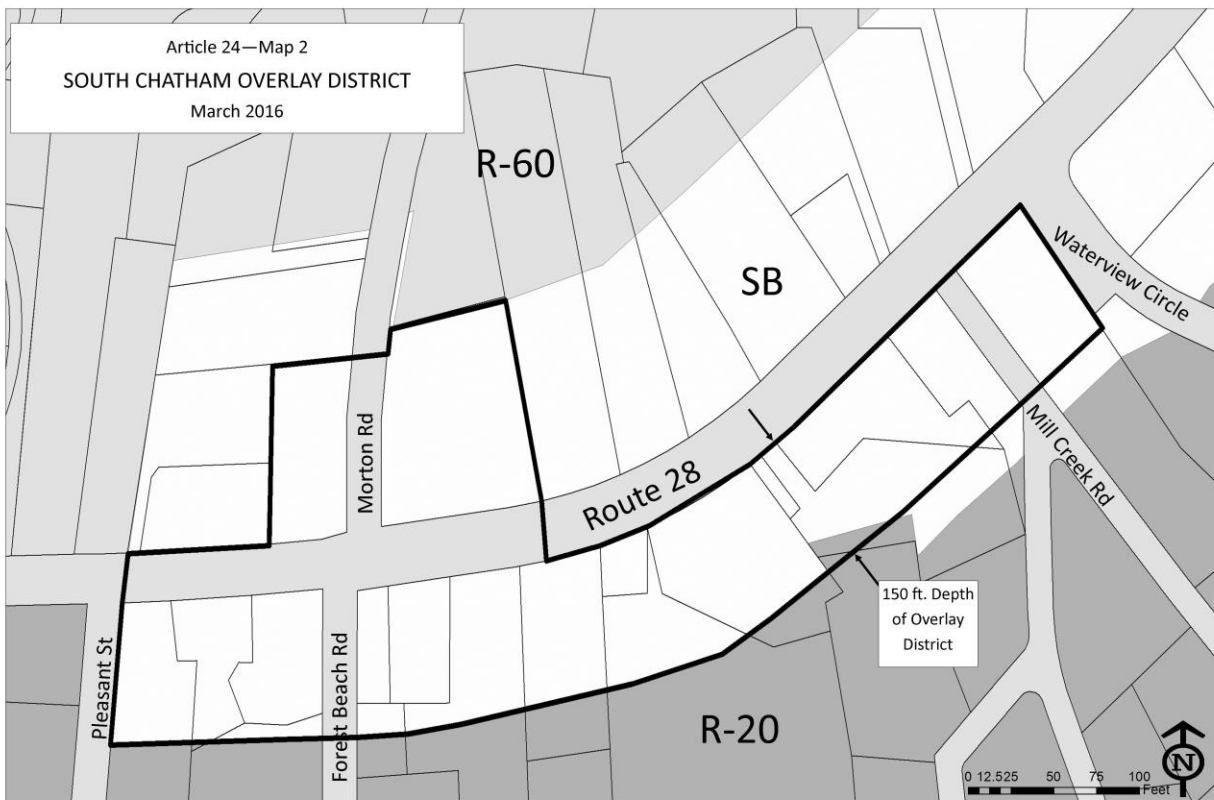 Article 24—Map 2
SOUTH CHATHAM OVERLAY DISTRICT
March 2016
R-60
SB
Waterview Circle
Morton Rd
Route 28
Mill Creek Rd
150 ft. Depth
of Overlay
District
Pleasant St
Forest Beach Rd
R-20
N
0 12.525 50 75 100
Feet